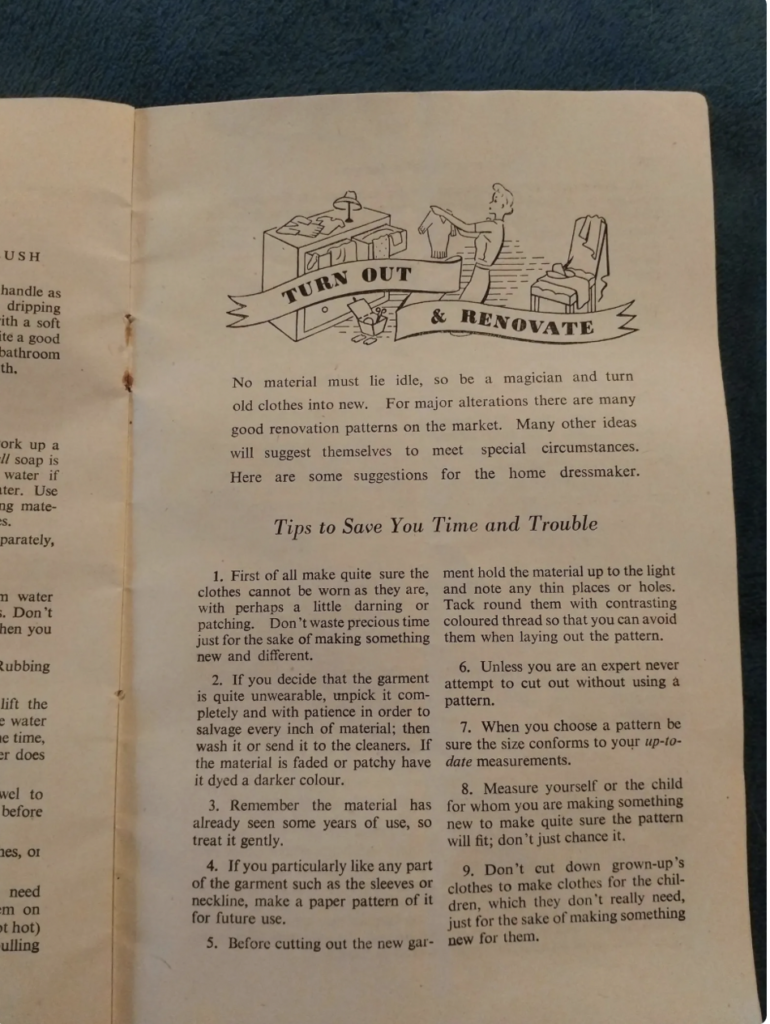 USH
handle as
dripping
ith a soft
ite a good
bathroom
th.
ork up a
ll soap is
water if
ter. Use
ng mate-
s.
parately,
m water
s. Don't
hen you
Rubbing
lift the
e water
ne time,
er does
wel to
before
nes, or
need
em on
ot hot)
ulling
TURN OUT
& RENOVATE
No material must lie idle, so be a magician and turn
old clothes into new. For major alterations there are many
good renovation patterns on the market. Many other ideas
will suggest themselves to meet special circumstances.
Here are some suggestions for the home dressmaker.
Tips to Save You Time and Trouble
1. First of all make quite sure the
clothes cannot be worn as they are,
with perhaps a little darning or
patching. Don't waste precious time
just for the sake of making something
new and different.
2. If you decide that the garment
is quite unwearable, unpick it com-
pletely and with patience in order to
salvage every inch of material; then
wash it or send it to the cleaners. If
the material is faded or patchy have
it dyed a darker colour.
3. Remember the material has
already seen some years of use, so
treat it gently.
4. If you particularly like any part
of the garment such as the sleeves or
neckline, make a paper pattern of it
for future use.
5. Before cutting out the new gar-
ment hold the material up to the light
and note any thin places or holes.
Tack round them with contrasting
coloured thread so that you can avoid
them when laying out the pattern.
6. Unless you are an expert never
attempt to cut out without using a
pattern.
7. When you choose a pattern be
sure the size conforms to your up-to-
date measurements.
8. Measure yourself or the child
for whom you are making something
new to make quite sure the pattern
will fit; don't just chance it.
9. Don't cut down grown-up's
clothes to make clothes for the chil-
dren, which they don't really need,
just for the sake of making something
new for them.